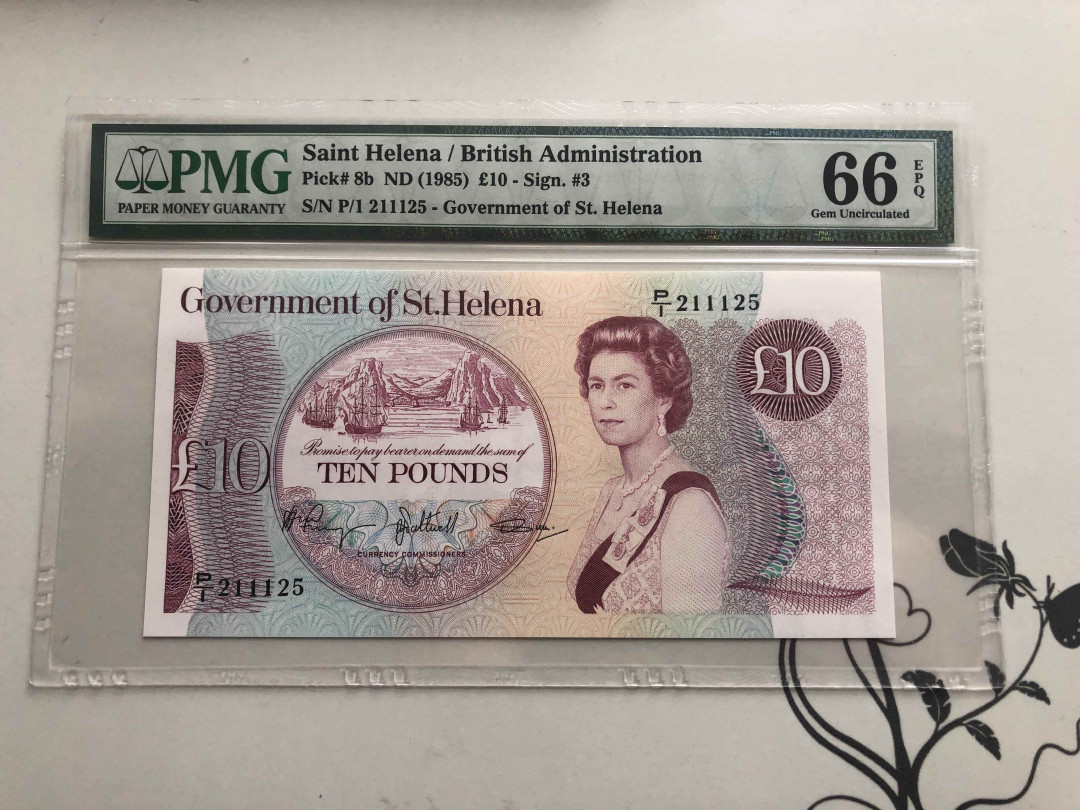 PMG
PAPER MONEY GUARANTY
Saint Helena / British Administration
Pick# 8b ND (1985) £10 - Sign. #3
S/N P/1 211125 - Government of St. Helena
66
EPQ
Gem Uncirculated
Government of St.Helena
P/1 211125
£10
£10
Promise to pay bearer on demand the sum of
TEN POUNDS
CURRENCY COMMISSIONERS
P/1 211125